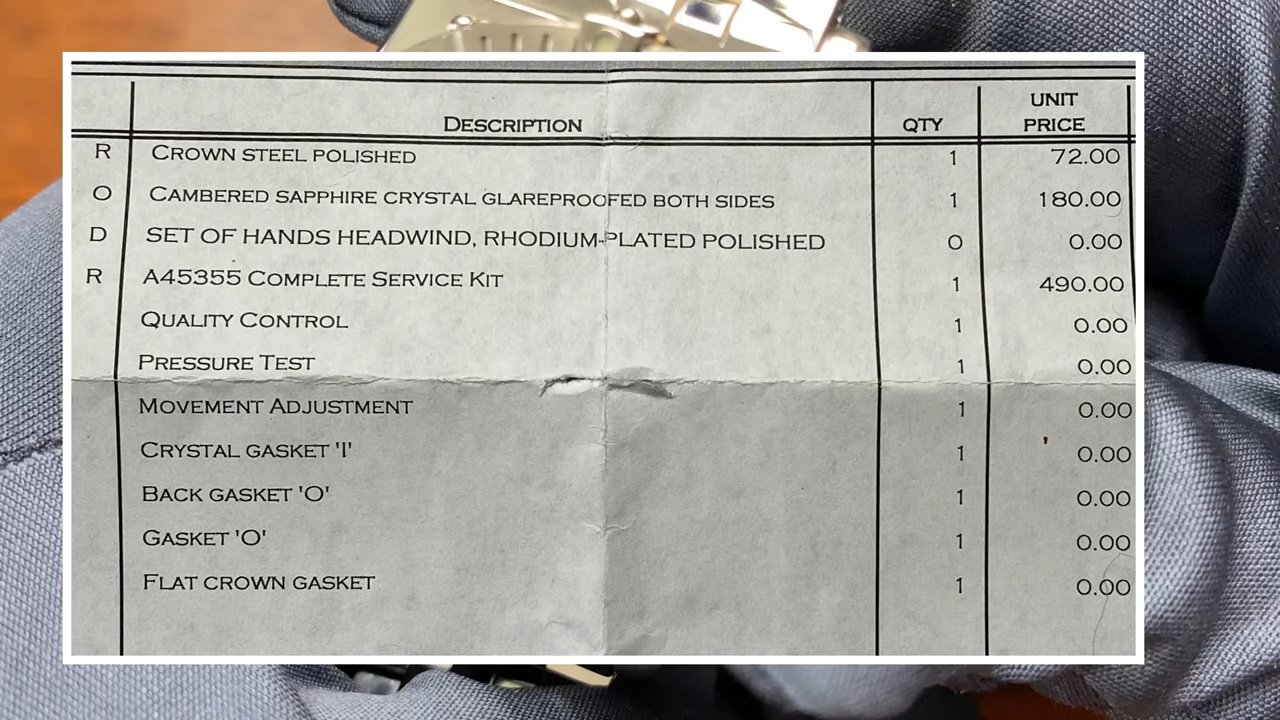 DESCRIPTION QTY UNIT PRICE
R CROWN STEEL POLISHED 1 72.00
O CAMBERED SAPPHIRE CRYSTAL GLAREPROOFED BOTH SIDES 1 180.00
D SET OF HANDS HEADWIND, RHODIUM-PLATED POLISHED 0 0.00
R A45355 COMPLETE SERVICE KIT 1 490.00
QUALITY CONTROL 1 0.00
PRESSURE TEST 1 0.00
MOVEMENT ADJUSTMENT 1 0.00
CRYSTAL GASKET 'I' 1 0.00
BACK GASKET 'O' 1 0.00
GASKET 'O' 1 0.00
FLAT CROWN GASKET 1 0.00